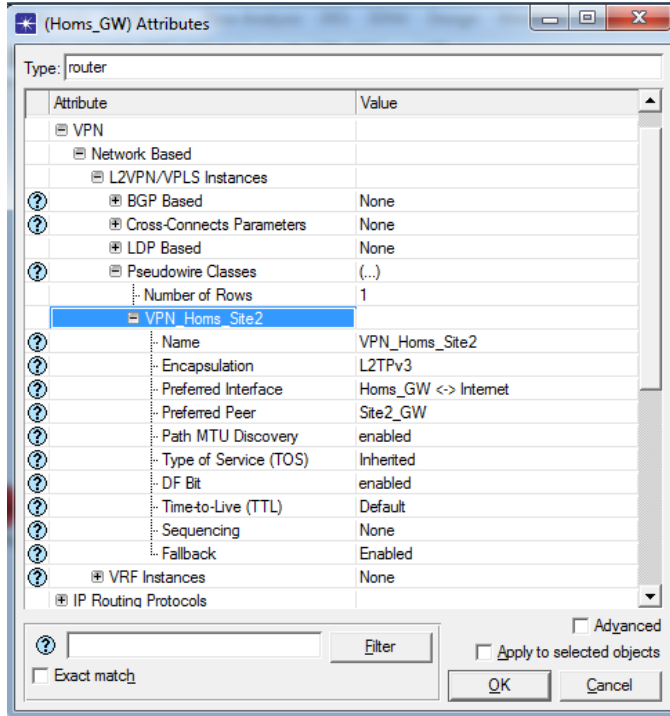 (Homs_GW) Attributes
Type: router
Attribute Value
VPN
Network Based
L2VPN/VPLS Instances
BGP Based None
Cross-Connects Parameters None
LDP Based None
Pseudowire Classes (...)
Number of Rows 1
VPN_Homs_Site2
Name VPN_Homs_Site2
Encapsulation L2TPv3
Preferred Interface Homs_GW <-> Internet
Preferred Peer Site2_GW
Path MTU Discovery enabled
Type of Service (TOS) Inherited
DF Bit enabled
Time-to-Live (TTL) Default
Sequencing None
Fallback Enabled
VRF Instances None
IP Routing Protocols
Advanced
Filter Apply to selected objects
Exact match
OK Cancel